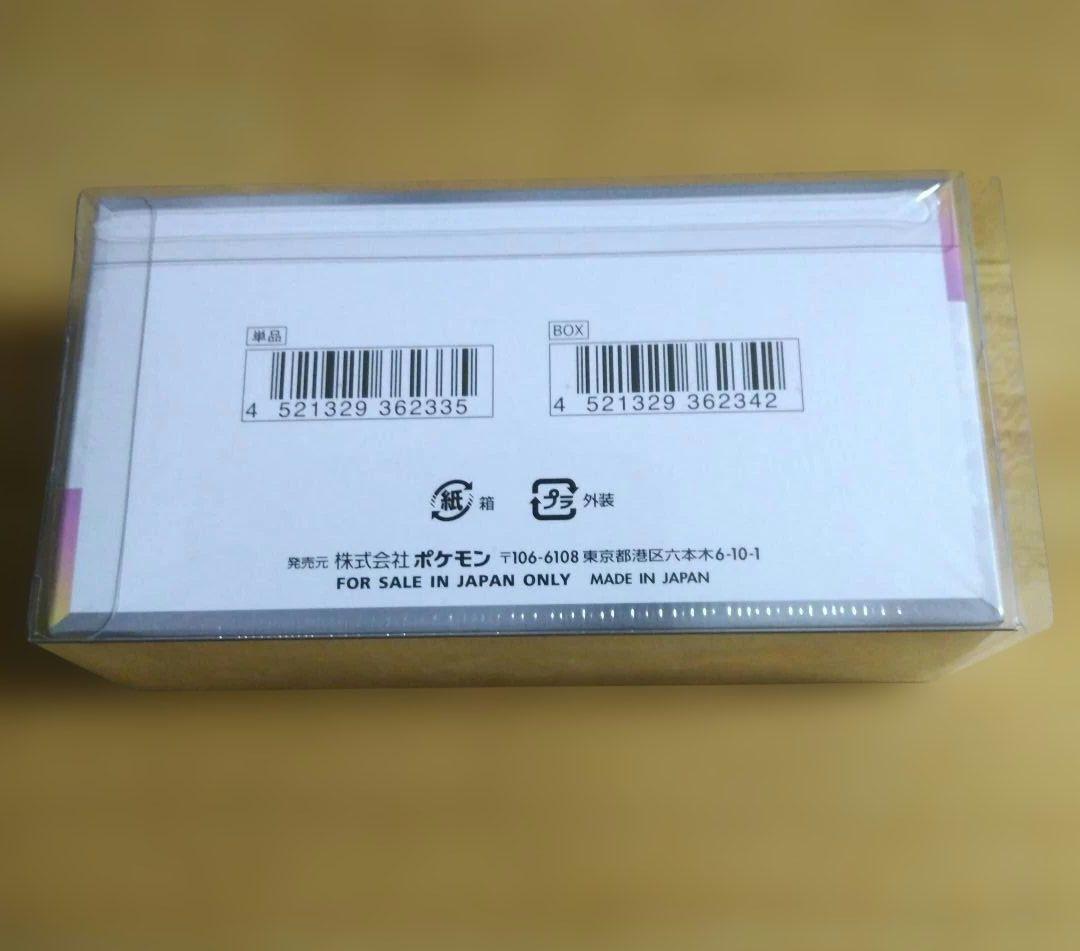 単品
BOX
4 521329 362335
4 521329 362342
紙 箱
プラ 外装
発売元 株式会社ポケモン 〒106-6108 東京都港区六本木6-10-1
FOR SALE IN JAPAN ONLY MADE IN JAPAN